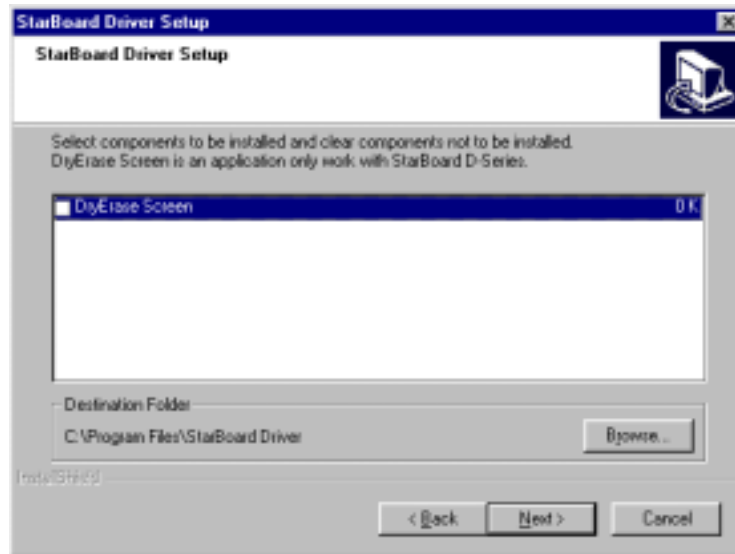 StarBoard Driver Setup
StarBoard Driver Setup
Select components to be installed and clear components not to be installed.
DryErase Screen is an application only work with StarBoard D-Series.
DryErase Screen 0 K
Destination Folder
C:\Program Files\StarBoard Driver
Browse...
InstallShield
< Back Next > Cancel